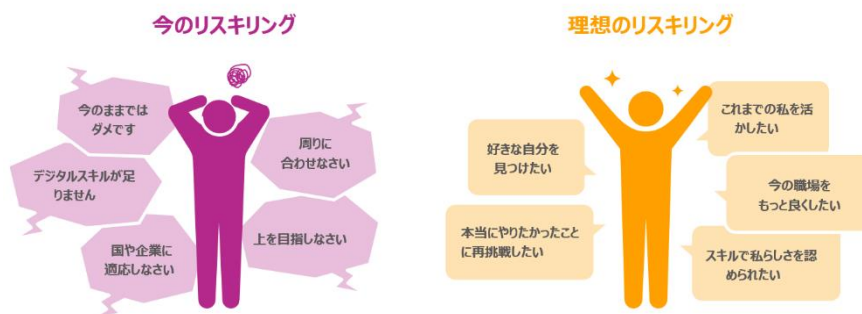 今のリスキリング
今のままでは
ダメです
周りに
合わせなさい
デジタルスキルが足
りません
国や企業に
適応しなさい
上を目指しなさい
理想のリスキリング
これまでの私を活
かしたい
好きな自分を
見つけたい
今の職場を
もっと良くしたい
本当にやりたかったこと
に再挑戦したい
スキルで私らしさを認
められたい